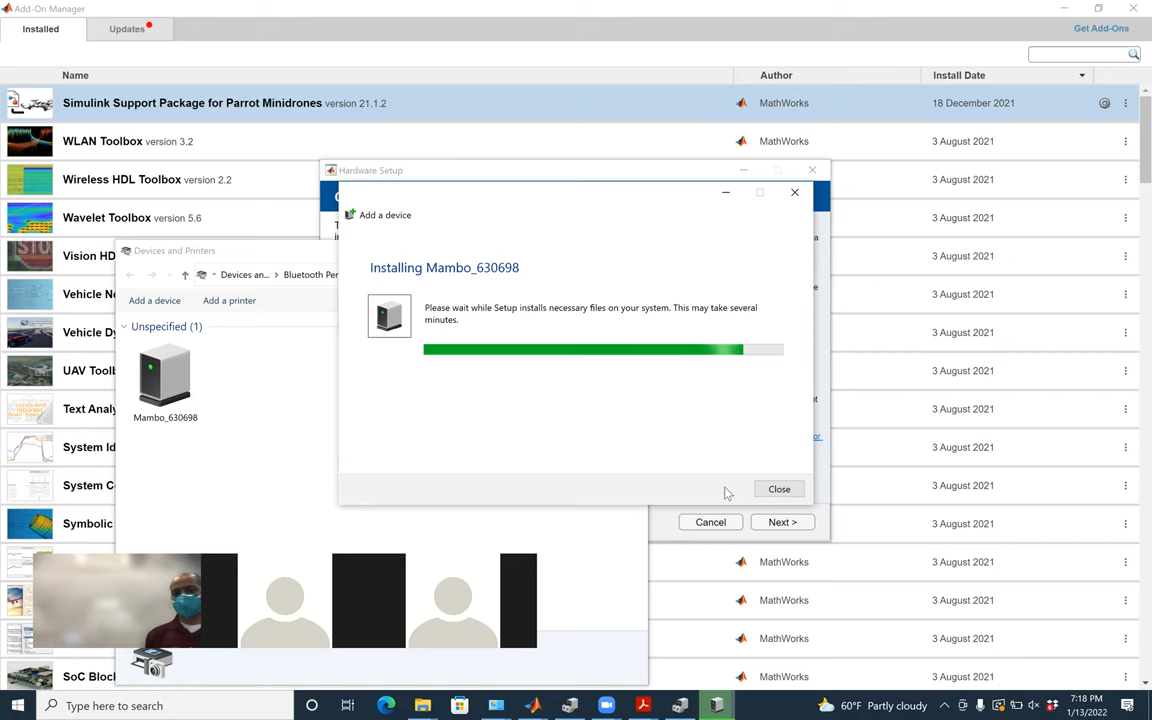 Add-On Manager
Installed
Updates
Get Add-Ons
Name
Author
Install Date
Simulink Support Package for Parrot Minidrones version 21.1.2
MathWorks
18 December 2021
WLAN Toolbox version 3.2
MathWorks
3 August 2021
Wireless HDL Toolbox version 2.2
3 August 2021
Hardware Setup
Wavelet Toolbox version 5.6
3 August 2021
Add a device
Vision HD
3 August 2021
Devices and Printers
Installing Mambo_630698
Devices an...
Bluetooth Per
Vehicle Ne
3 August 2021
Add a device
Add a printer
Please wait while Setup installs necessary files on your system. This may take several
minutes.
Unspecified (1)
Vehicle Dy
3 August 2021
UAV Toolb
3 August 2021
Mambo_630698
Text Analy
3 August 2021
System Id
3 August 2021
System C
3 August 2021
Close
Cancel
Next >
Symbolic
3 August 2021
MathWorks
3 August 2021
MathWorks
3 August 2021
MathWorks
3 August 2021
SoC Bloc
MathWorks
3 August 2021
Type here to search
60°F Partly cloudy
7:18 PM
1/13/2022